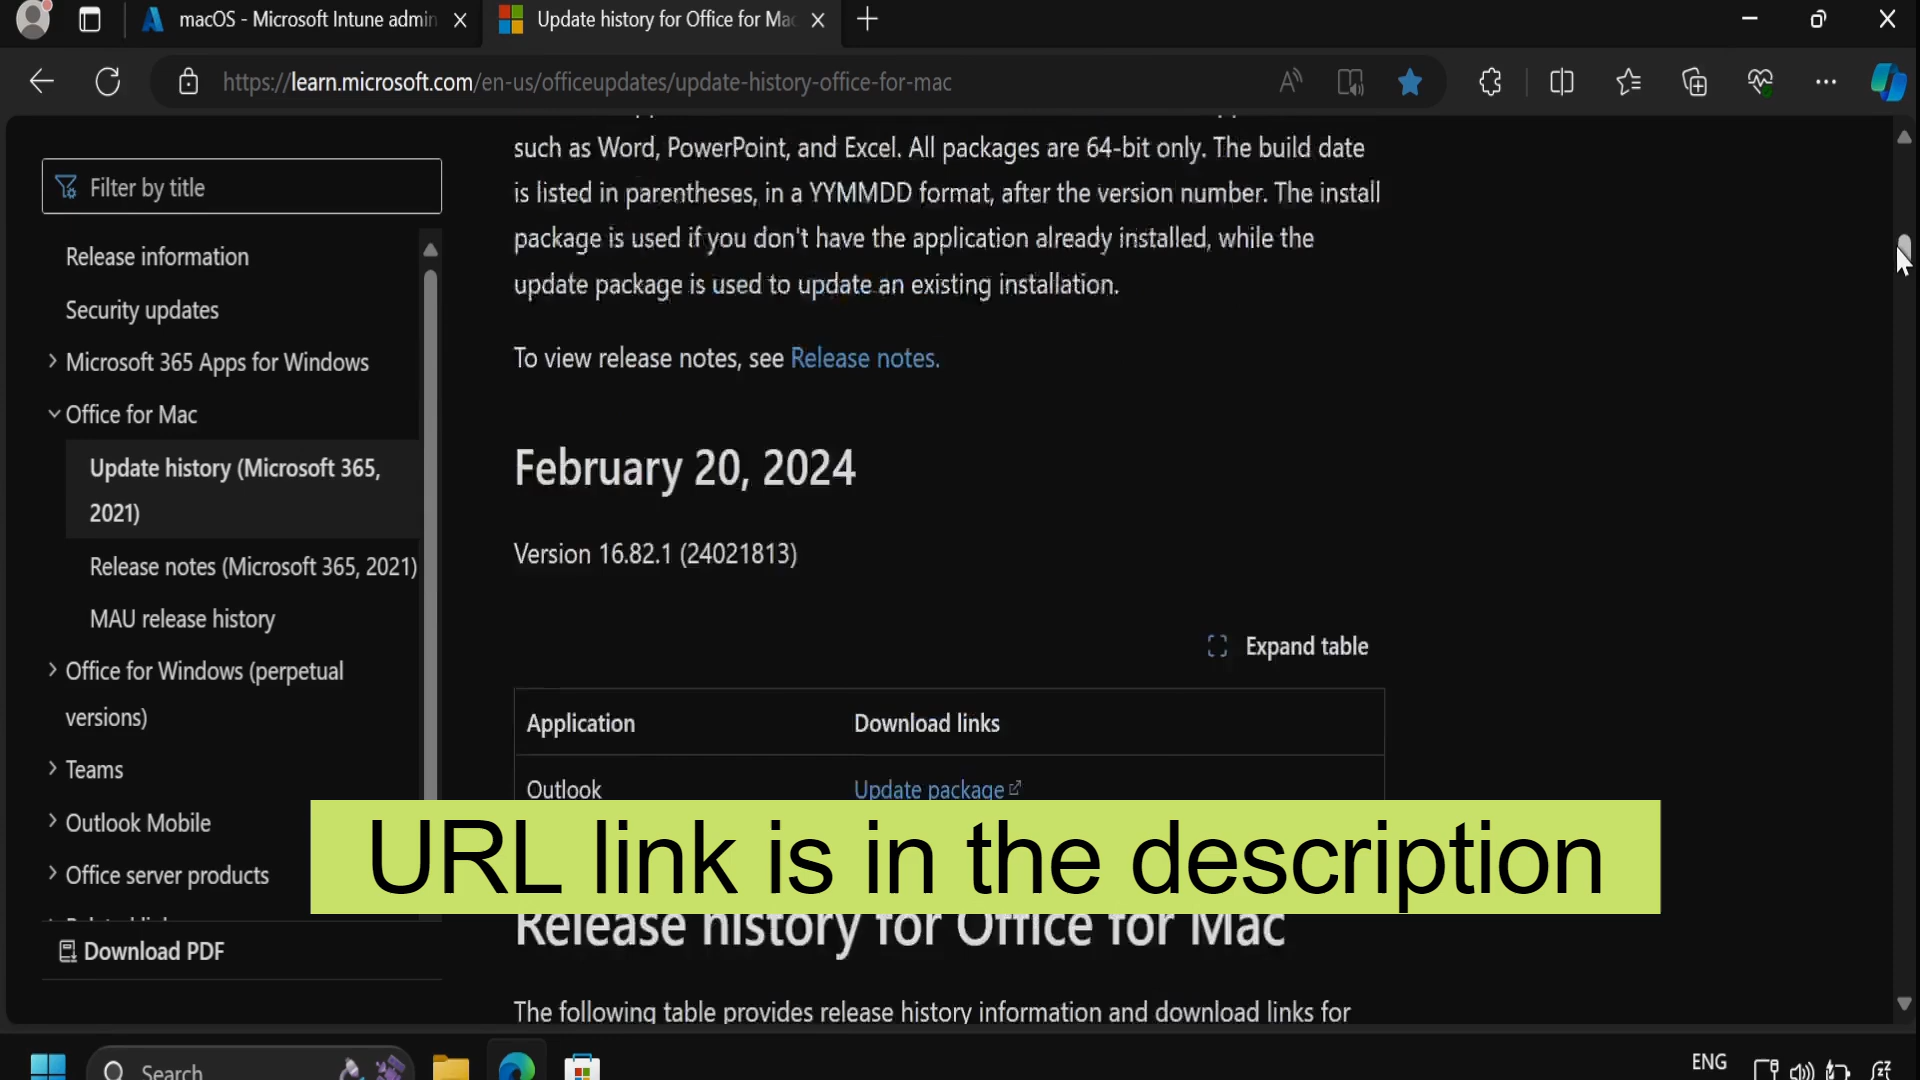 macOS - Microsoft Intune admin
Update history for Office for Mac
https://learn.microsoft.com/en-us/officeupdates/update-history-office-for-mac
Filter by title
Release information
Security updates
Microsoft 365 Apps for Windows
Office for Mac
Update history (Microsoft 365,
2021)
Release notes (Microsoft 365, 2021)
MAU release history
Office for Windows (perpetual
versions)
Teams
Outlook Mobile
Office server products
Download PDF
such as Word, PowerPoint, and Excel. All packages are 64-bit only. The build date
is listed in parentheses, in a YYMMDD format, after the version number. The install
package is used if you don't have the application already installed, while the
update package is used to update an existing installation.
To view release notes, see Release notes.
February 20, 2024
Version 16.82.1 (24021813)
Expand table
Application Download links
Outlook Update package
URL link is in the description
Release history for Office for Mac
The following table provides release history information and download links for
Search
ENG